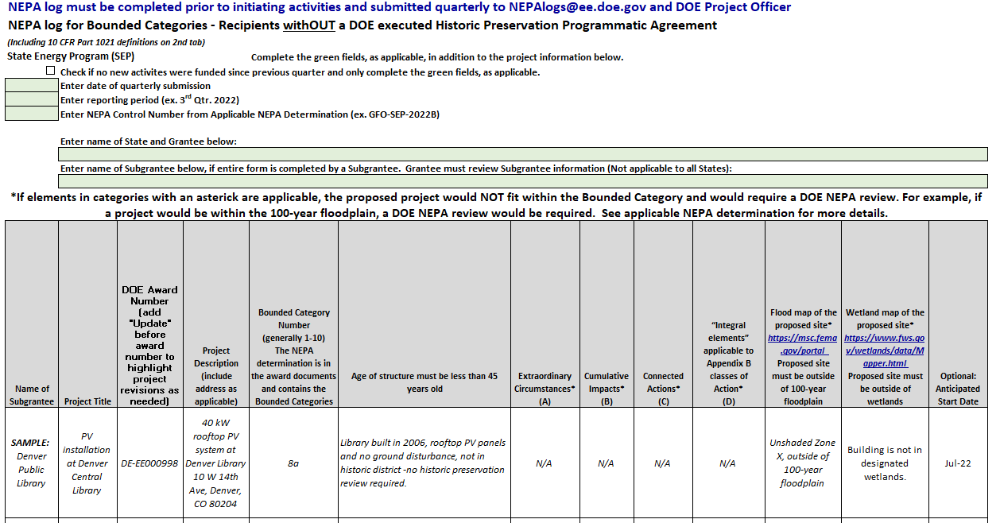 NEPA log must be completed prior to initiating activities and submitted quarterly to NEPAlogs@ee.doe.gov and DOE Project Officer
NEPA log for Bounded Categories - Recipients withOUT a DOE executed Historic Preservation Programmatic Agreement
(Including 10 CFR Part 1021 definitions on 2nd tab)
State Energy Program (SEP)
Complete the green fields, as applicable, in addition to the project information below.
Check if no new activites were funded since previous quarter and only complete the green fields, as applicable.
Enter date of quarterly submission
Enter reporting period (ex. 3rd Qtr. 2022)
Enter NEPA Control Number from Applicable NEPA Determination (ex. GFO-SEP-2022B)
Enter name of State and Grantee below:
Enter name of Subgrantee below, if entire form is completed by a Subgrantee.  Grantee must review Subgrantee information (Not applicable to all States):
*If elements in categories with an asterick are applicable, the proposed project would NOT fit within the Bounded Category and would require a DOE NEPA review. For example, if
a project would be within the 100-year floodplain, a DOE NEPA review would be required.  See applicable NEPA determination for more details.
Name of
Subgrantee
Project Title
DOE Award
Number
(add
"Update"
before
award
number to
highlight
project
revisions as
needed)
Project
Description
(include
address as
applicable)
Bounded Category
Number
(generally 1-10)
The NEPA
determination is in
the award documents
and contains the
Bounded Categories
Age of structure must be less than 45
years old
Extraordinary
Circumstances*
(A)
Cumulative
Impacts*
(B)
Connected
Actions*
(C)
“Integral
elements”
applicable to
Appendix B
classes of
Action*
(D)
Flood map of the
proposed site*
https://msc.fema
.gov/portal
Proposed site
must be outside
of 100-year
floodplain
Wetland map of the
proposed site*
https://www.fws.go
v/wetlands/data/M
apper.html
Proposed site must
be outside of
wetlands
Optional:
Anticipated
Start Date
SAMPLE:
Denver
Public
Library
PV
installation
at Denver
Central
Library
DE-EE000998
40 kW
rooftop PV
system at
Denver Library
10 W 14th
Ave, Denver,
CO 80204
8a
Library built in 2006, rooftop PV panels
and no ground disturbance, not in
historic district -no historic preservation
review required.
N/A
N/A
N/A
N/A
Unshaded Zone
X, outside of
100-year
floodplain
Building is not in
designated
wetlands.
Jul-22